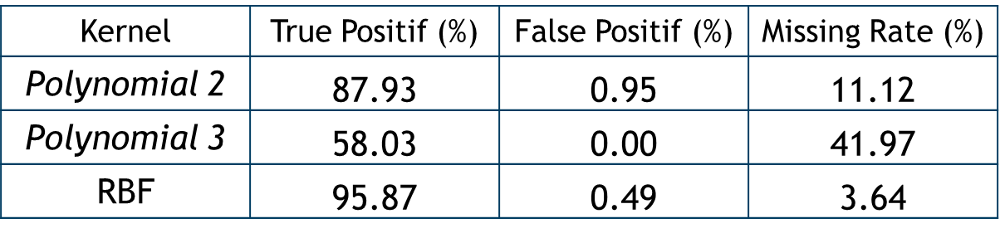 Kernel True Positif (%) False Positif (%) Missing Rate (%)
Polynomial 2 87.93 0.95 11.12
Polynomial 3 58.03 0.00 41.97
RBF 95.87 0.49 3.64